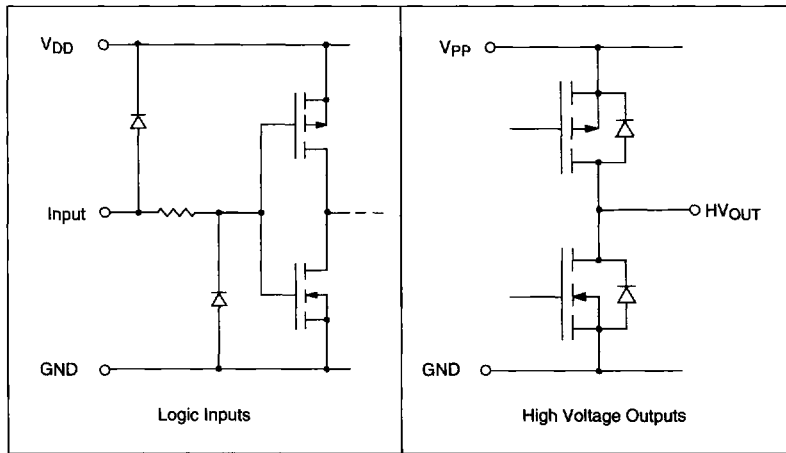 VDD
Input
GND
Logic Inputs
VPP
HVOUT
GND
High Voltage Outputs